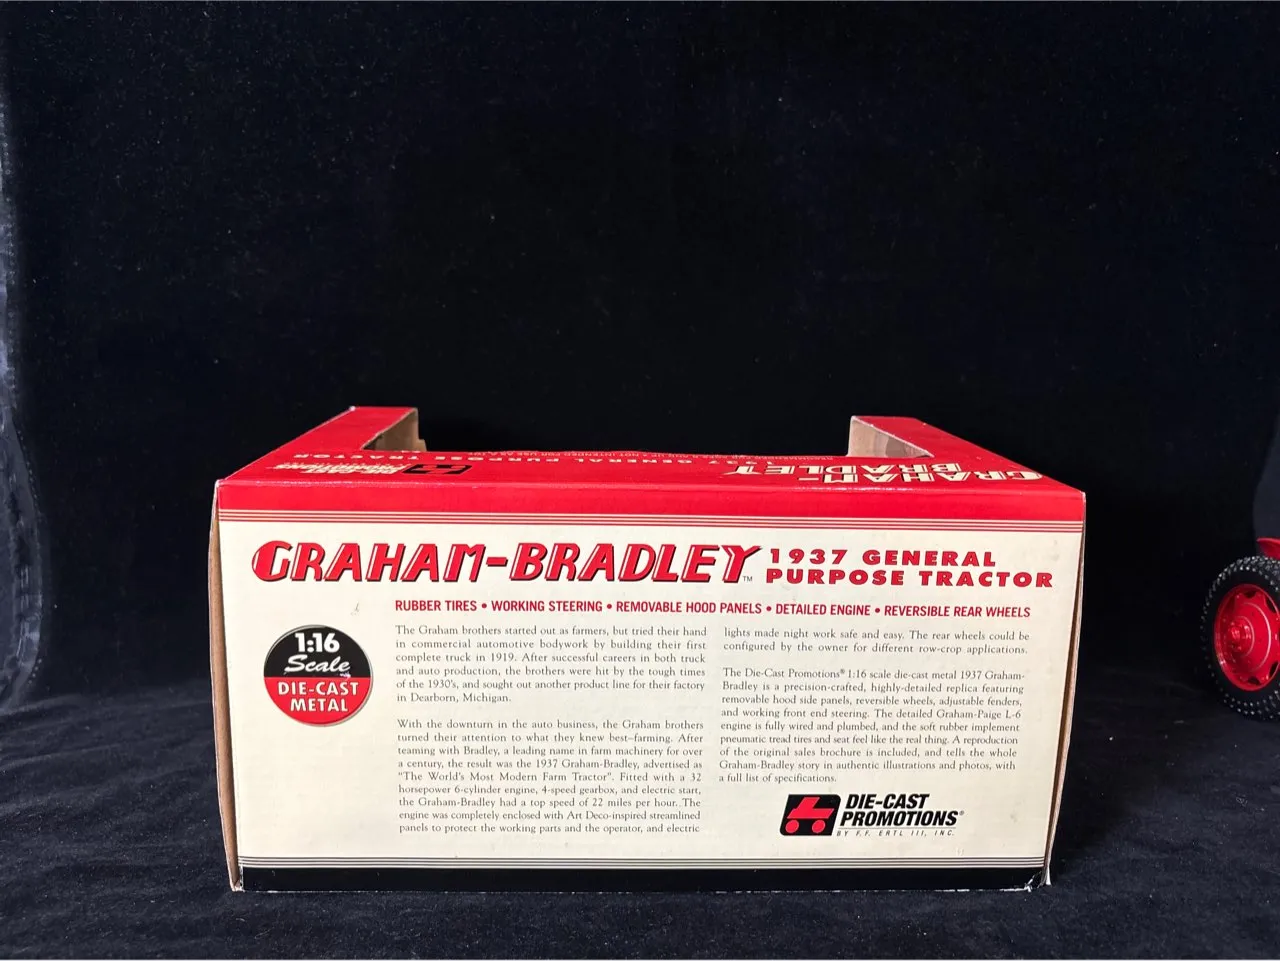 GRAHAM-BRADLEY
DIE-CAST PROMOTIONS
1937 GENERAL PURPOSE TRACTOR
GRAHAM-BRADLEY™
1937 GENERAL
PURPOSE TRACTOR
RUBBER TIRES • WORKING STEERING • REMOVABLE HOOD PANELS • DETAILED ENGINE • REVERSIBLE REAR WHEELS
1:16
Scale
DIE-CAST
METAL
The Graham brothers started out as farmers, but tried their hand
in commercial automotive bodywork by building their first
complete truck in 1919. After successful careers in both truck
and auto production, the brothers were hit by the tough times
of the 1930's, and sought out another product line for their factory
in Dearborn, Michigan.
With the downturn in the auto business, the Graham brothers
turned their attention to what they knew best–farming. After
teaming with Bradley, a leading name in farm machinery for over
a century, the result was the 1937 Graham-Bradley, advertised as
"The World's Most Modern Farm Tractor". Fitted with a 32
horsepower 6-cylinder engine, 4-speed gearbox, and electric start,
the Graham-Bradley had a top speed of 22 miles per hour. The
engine was completely enclosed with Art Deco-inspired streamlined
panels to protect the working parts and the operator, and electric
lights made night work safe and easy. The rear wheels could be
configured by the owner for different row-crop applications.
The Die-Cast Promotions® 1:16 scale die-cast metal 1937 Graham-
Bradley is a precision-crafted, highly-detailed replica featuring
removable hood side panels, reversible wheels, adjustable fenders,
and working front end steering. The detailed Graham-Paige L-6
engine is fully wired and plumbed, and the soft rubber implement
pneumatic tread tires and seat feel like the real thing. A reproduction
of the original sales brochure is included, and tells the whole
Graham-Bradley story in authentic illustrations and photos, with
a full list of specifications.
DIE-CAST
PROMOTIONS®
BY F.F. ERTL III, INC.